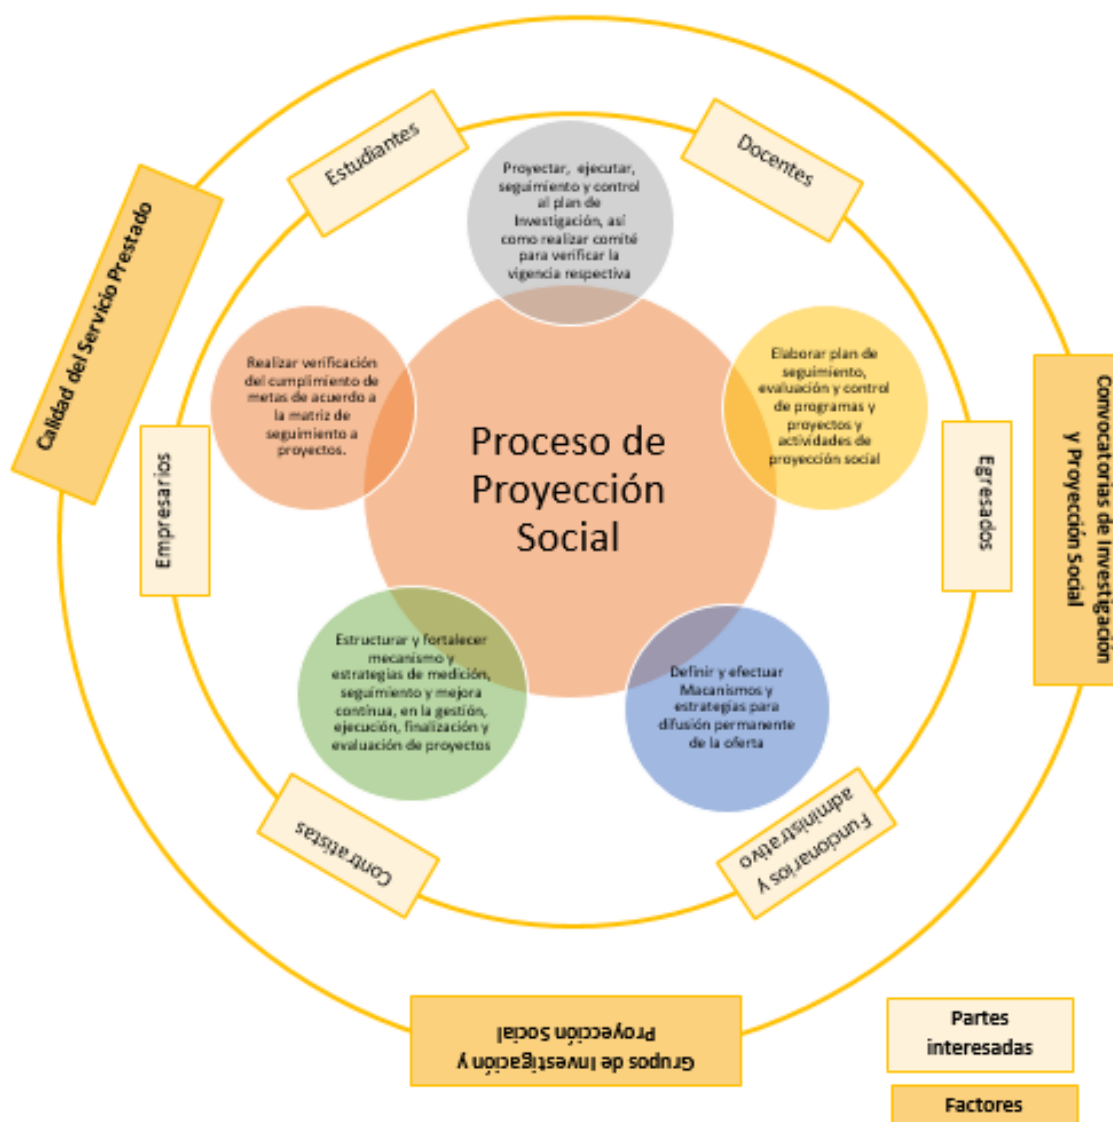 Estudiantes
Docentes
Calidad del Servicio Prestado
Proyectar, ejecutar,
seguimiento y control
al plan de
Investigación, así
como realizar comité
para verificar la
vigencia respectiva
Realizar verificación
del cumplimiento de
metas de acuerdo a
la matriz de
seguimiento a
proyectos.
Elaborar plan de
seguimiento,
evaluación y control
de programas y
proyectos y
actividades de
proyección social
Convocatorias de Investigación
y Proyección Social
Empresarios
Proceso de
Proyección
Social
Egresados
Estructurar y fortalecer
mecanismo y
estrategias de medición,
seguimiento y mejora
contínua, en la gestión,
ejecución, finalización y
evaluación de proyectos
Definir y efectuar
Macanismos y
estrategias para
difusión permanente
de la oferta
Contratistas
Funcionarios y
administrativo
Grupos de Investigación y
Proyección Social
Partes
interesadas
Factores